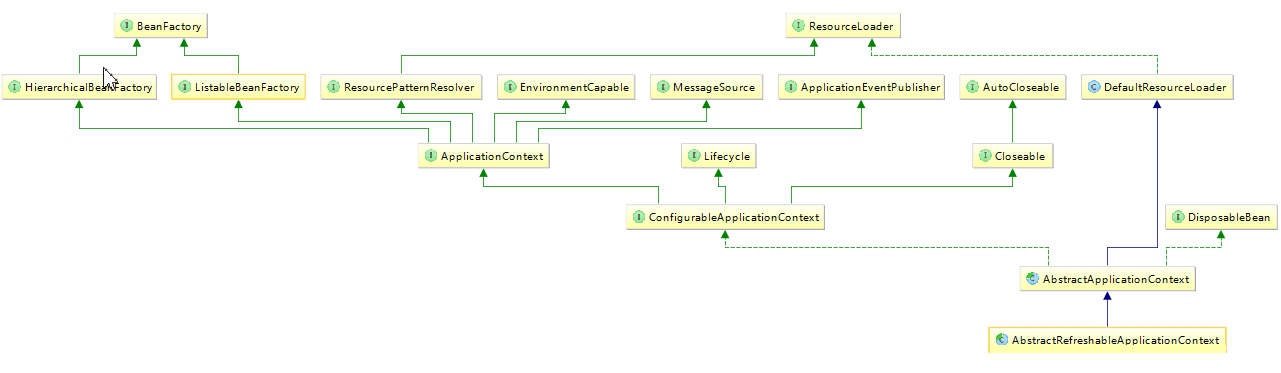 BeanFactory
ResourceLoader
HierarchicalBeanFactory
ListableBeanFactory
ResourcePatternResolver
EnvironmentCapable
MessageSource
ApplicationEventPublisher
AutoCloseable
DefaultResourceLoader
ApplicationContext
Lifecycle
Closeable
ConfigurableApplicationContext
DisposableBean
AbstractApplicationContext
AbstractRefreshableApplicationContext